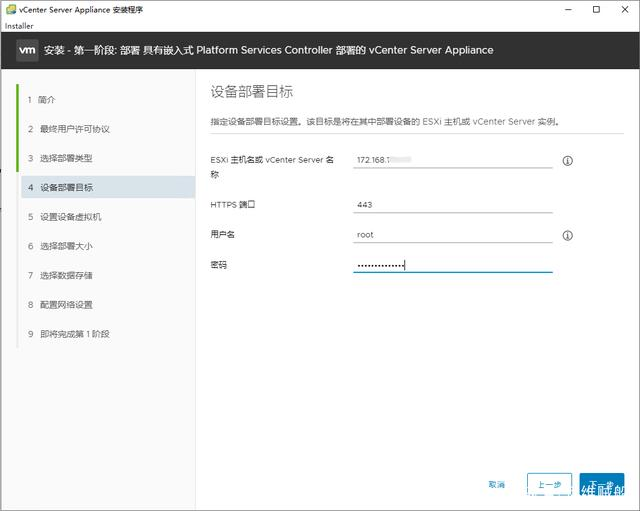 vCenter Server Appliance 安装程序
Installer
vm 安装 - 第一阶段: 部署 具有嵌入式 Platform Services Controller 部署的 vCenter Server Appliance
1 简介
2 最终用户许可协议
3 选择部署类型
4 设备部署目标
5 设置设备虚拟机
6 选择部署大小
7 选择数据存储
8 配置网络设置
9 即将完成第 1 阶段
设备部署目标
指定设备部署目标设置。该目标是将在其中部署设备的 ESXi 主机或 vCenter Server 实例。
ESXi 主机名或 vCenter Server 名
称
172.168.1
HTTPS 端口
443
用户名
root
密码
取消
上一步
下一步